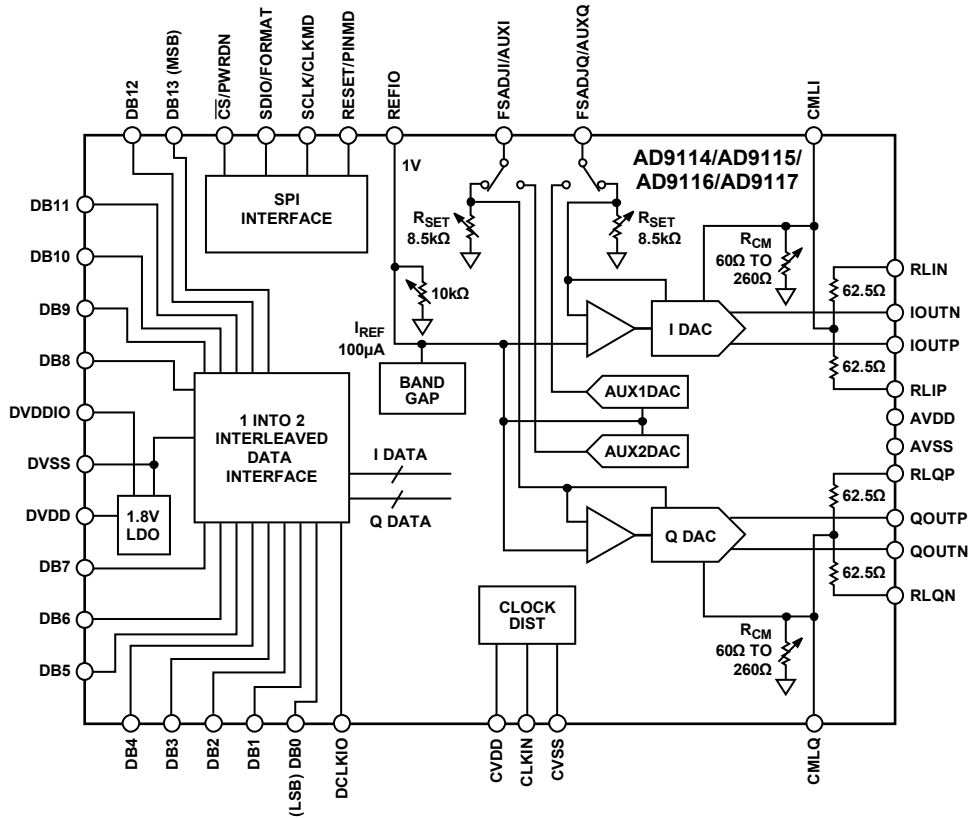 DB12
DB13 (MSB)
CS/PWRDN
SDIO/FORMAT
SCLK/CLKMD
RESET/PINMD
REFIO
FSADJI/AUXI
FSADJQ/AUXQ
CMLI
AD9114/AD9115/
AD9116/AD9117
1V
SPI
INTERFACE
RSET
8.5kΩ
RSET
8.5kΩ
RCM
60Ω TO
260Ω
10kΩ
IREF
100µA
BAND
GAP
I DAC
AUX1DAC
AUX2DAC
Q DAC
62.5Ω
62.5Ω
62.5Ω
62.5Ω
RCM
60Ω TO
260Ω
1 INTO 2
INTERLEAVED
DATA
INTERFACE
I DATA
Q DATA
1.8V
LDO
CLOCK
DIST
DB11
DB10
DB9
DB8
DVDDIO
DVSS
DVDD
DB7
DB6
DB5
RLIN
IOUTN
IOUTP
RLIP
AVDD
AVSS
RLQP
QOUTP
QOUTN
RLQN
DB4
DB3
DB2
DB1
(LSB) DB0
DCLKIO
CVDD
CLKIN
CVSS
CMLQ